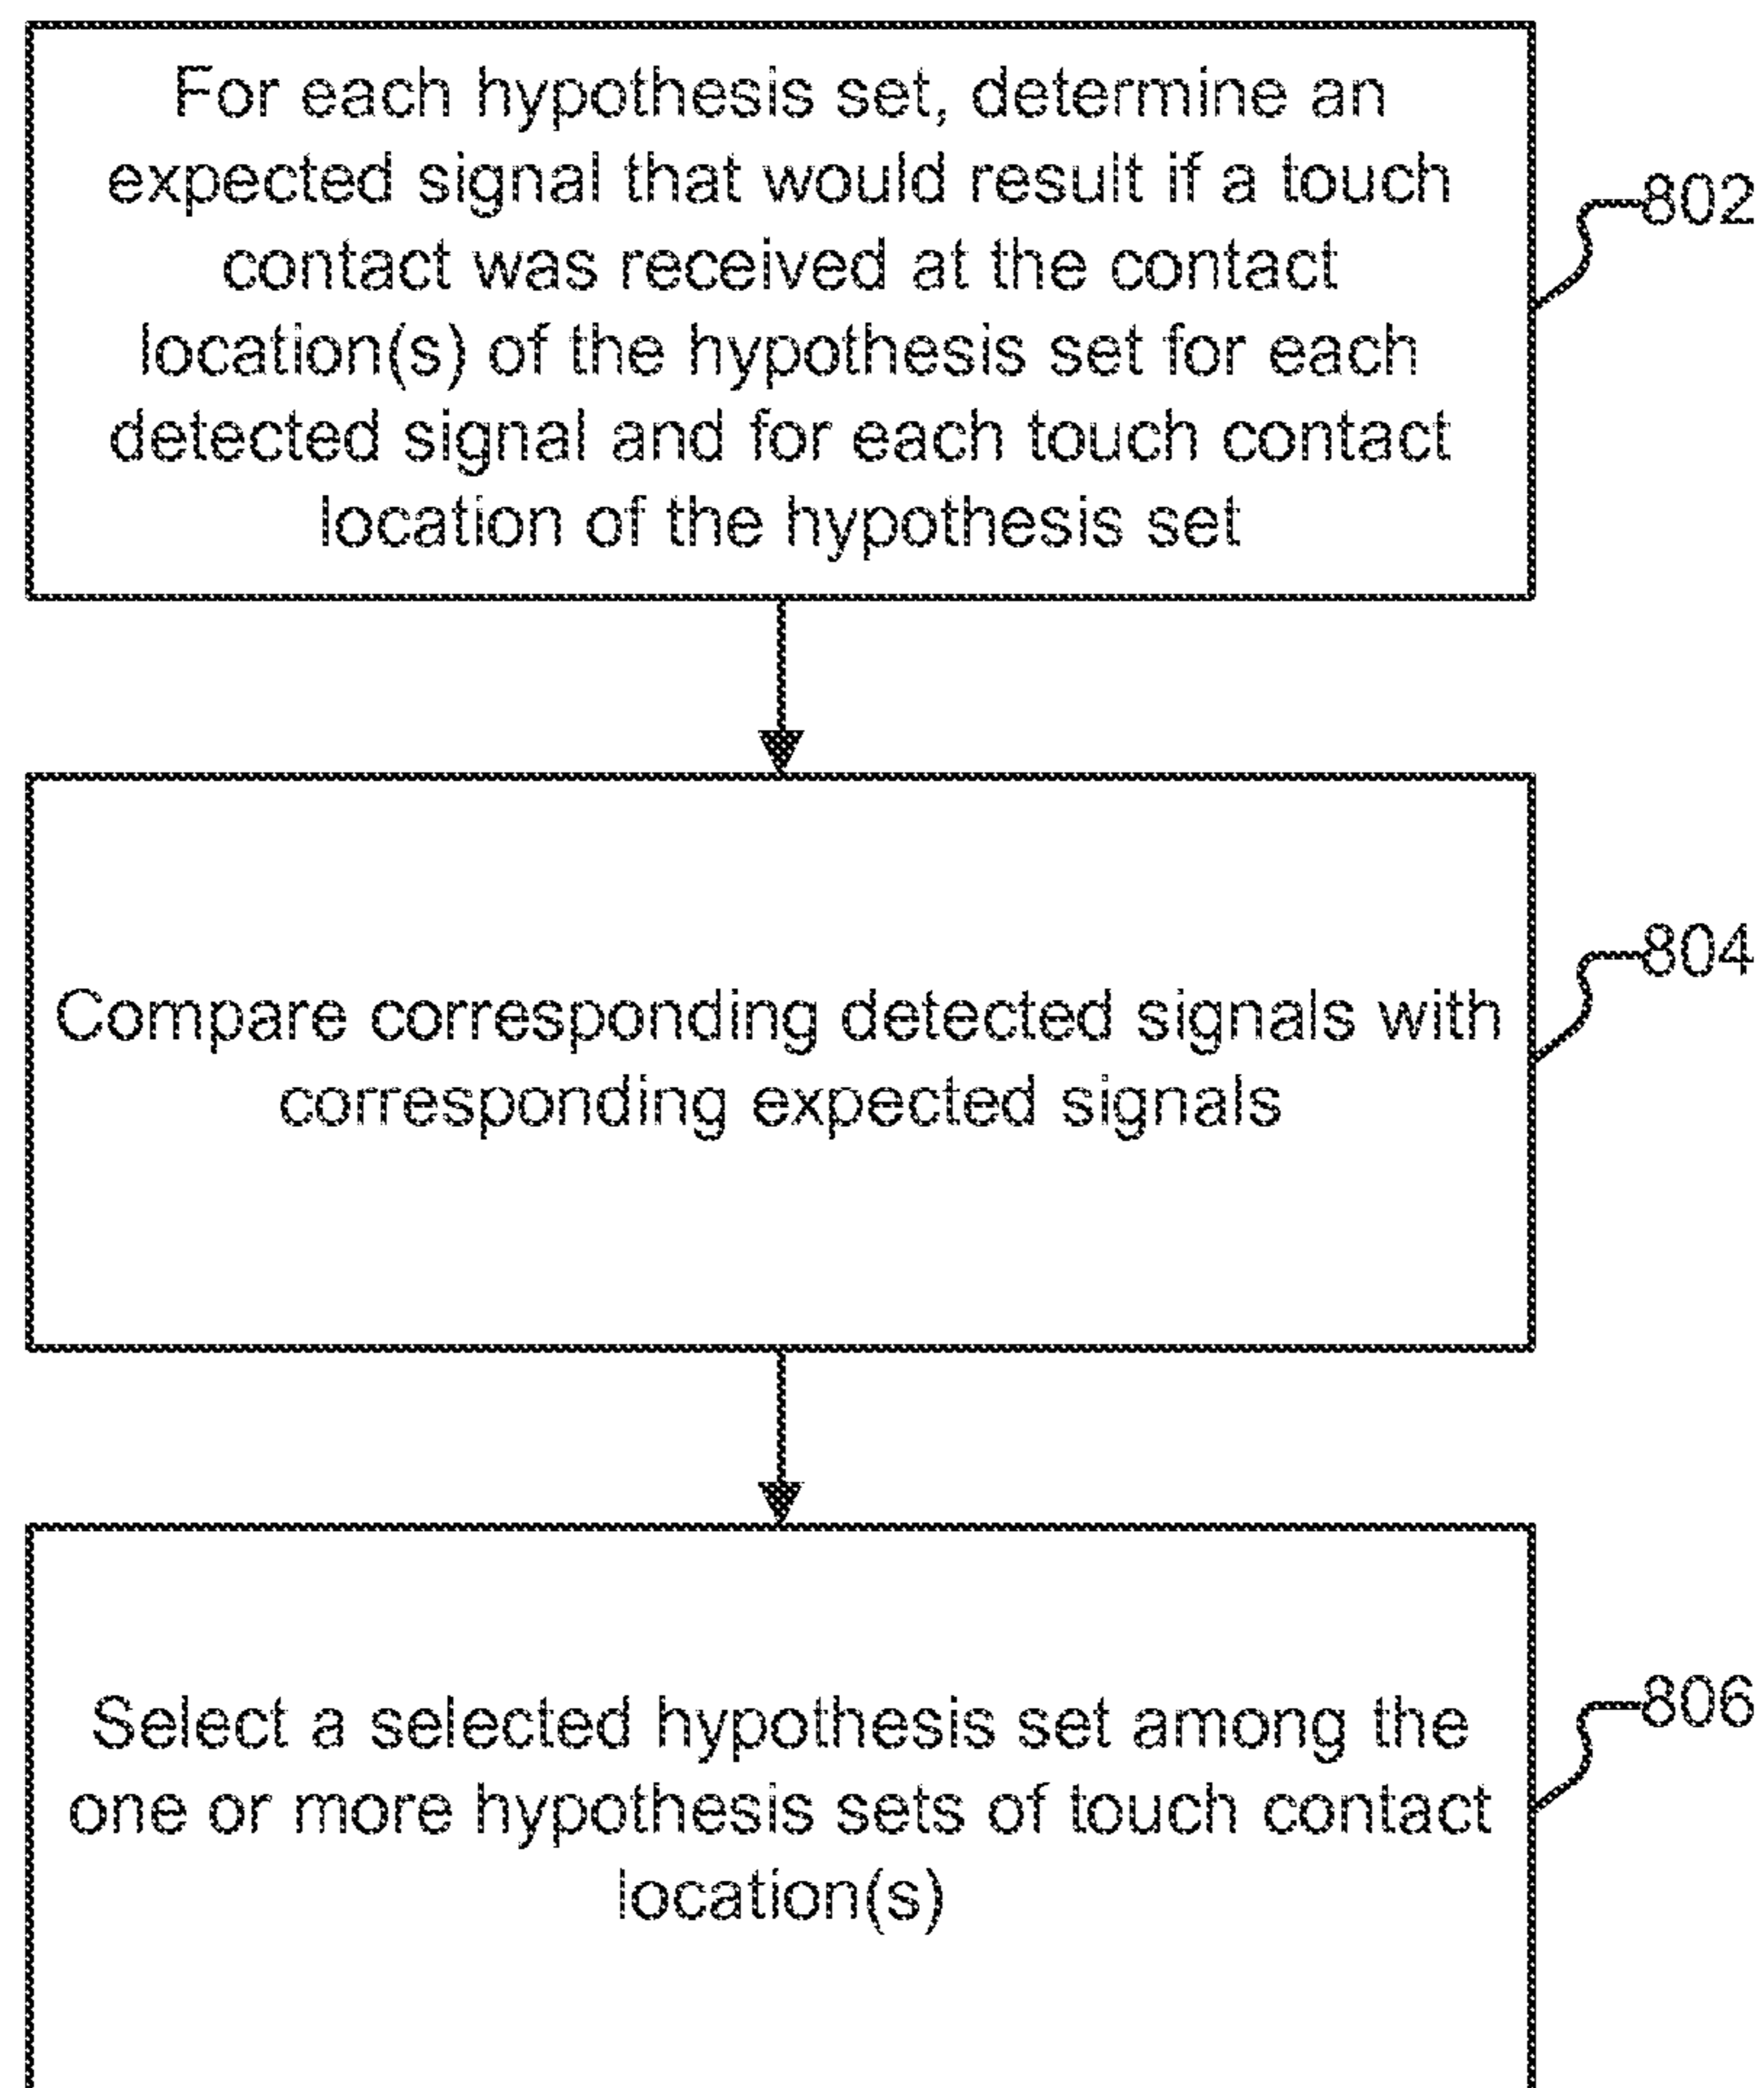 For each hypothesis set, determine an
expected signal that would result if a touch
contact was received at the contact
location(s) of the hypothesis set for each
detected signal and for each touch contact
location of the hypothesis set
802
Compare corresponding detected signals with
corresponding expected signals
804
Select a selected hypothesis set among the
one or more hypothesis sets of touch contact
location(s)
806